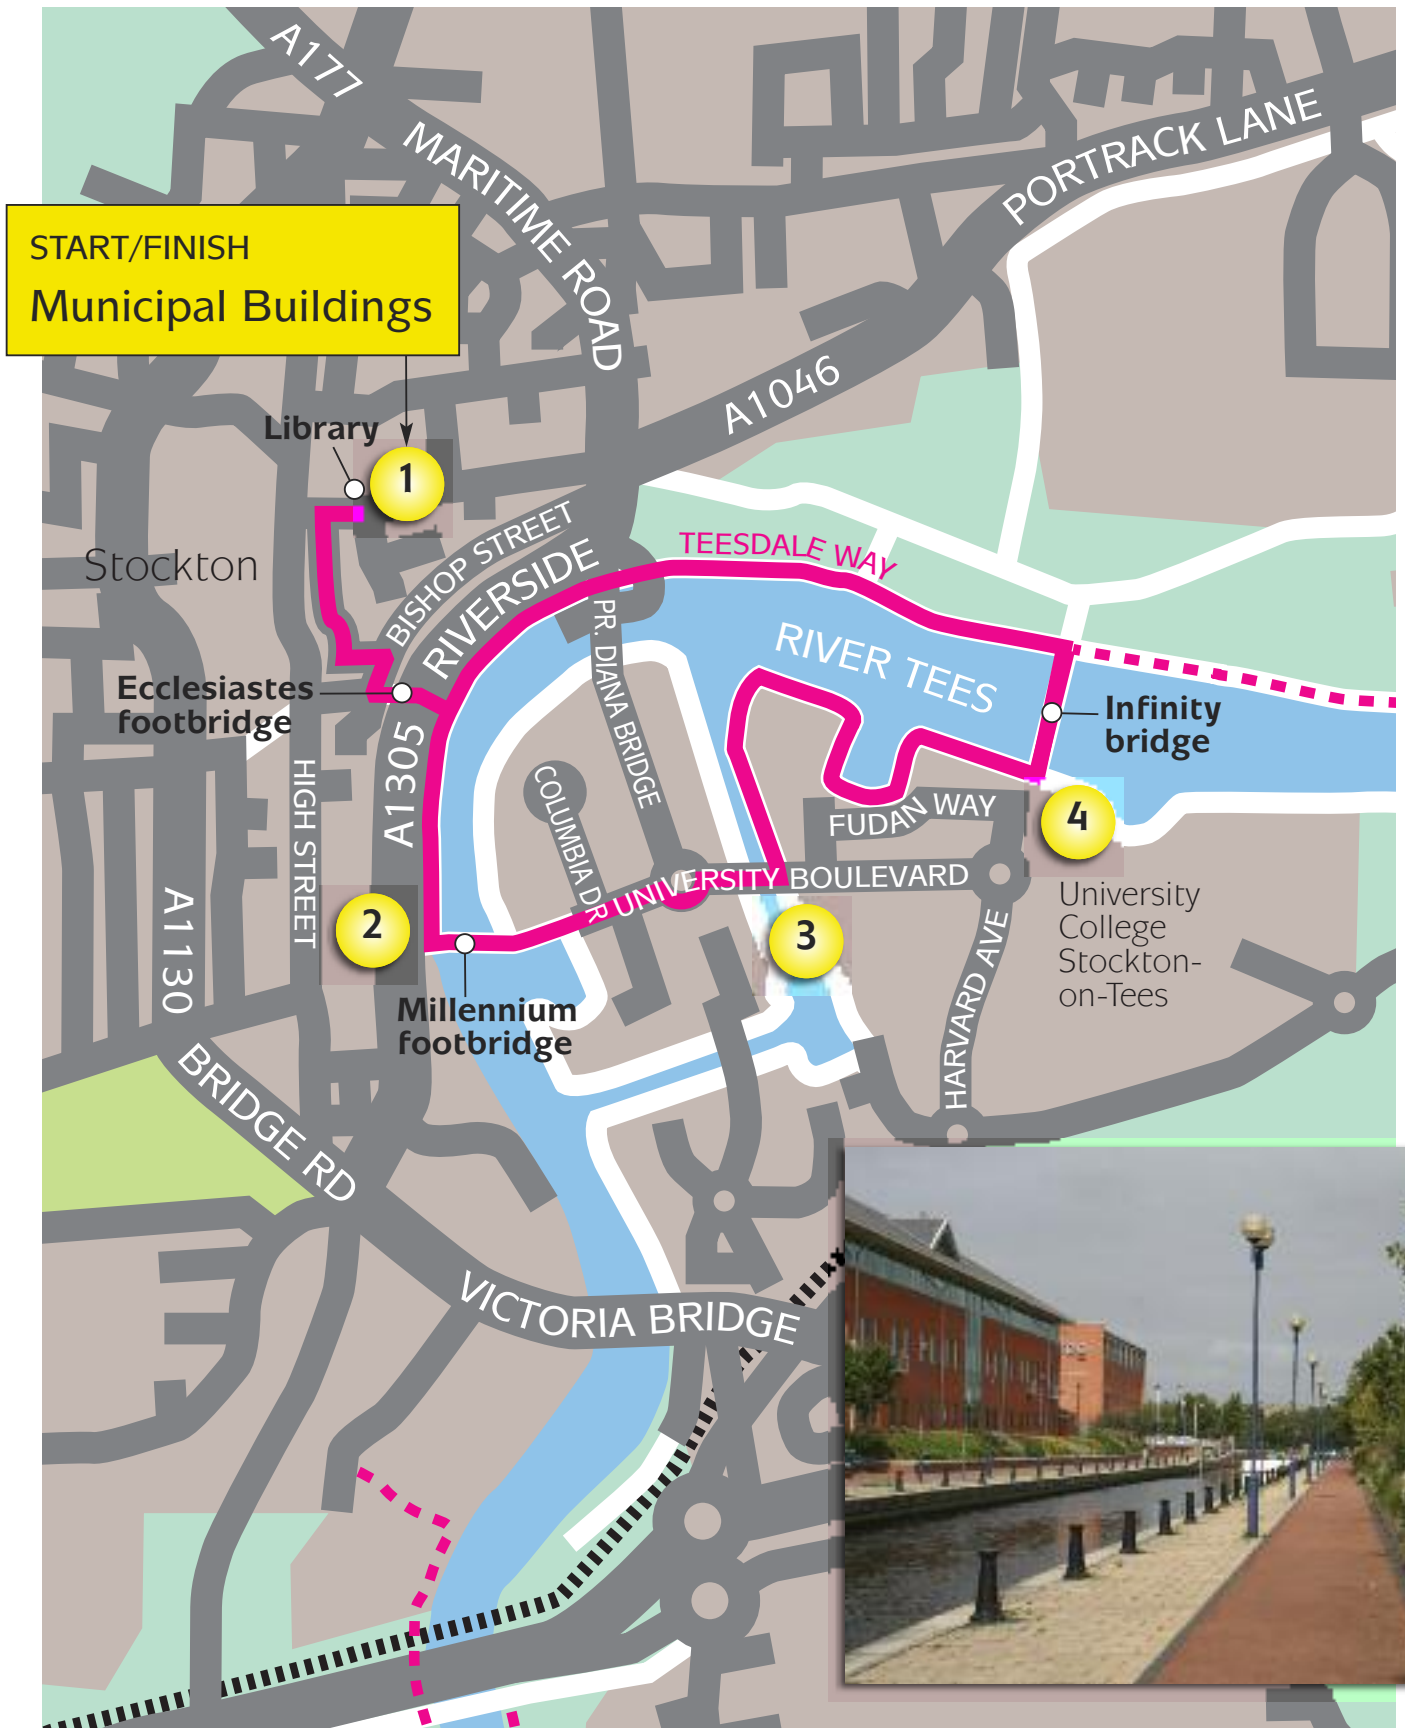 A177
MARITIME ROAD
PORTRACK LANE
START/FINISH
Municipal Buildings
A1046
Library
1
Stockton
BISHOP STREET
RIVERSIDE
TEESDALE WAY
PR. DIANA BRIDGE
RIVER TEES
Ecclesiastes
footbridge
Infinity
bridge
A1305
HIGH STREET
COLUMBIA DR
FUDAN WAY
4
UNIVERSITY BOULEVARD
University
College
Stockton-
on-Tees
A1130
2
3
HARVARD AVE
Millennium
footbridge
BRIDGE RD
VICTORIA BRIDGE